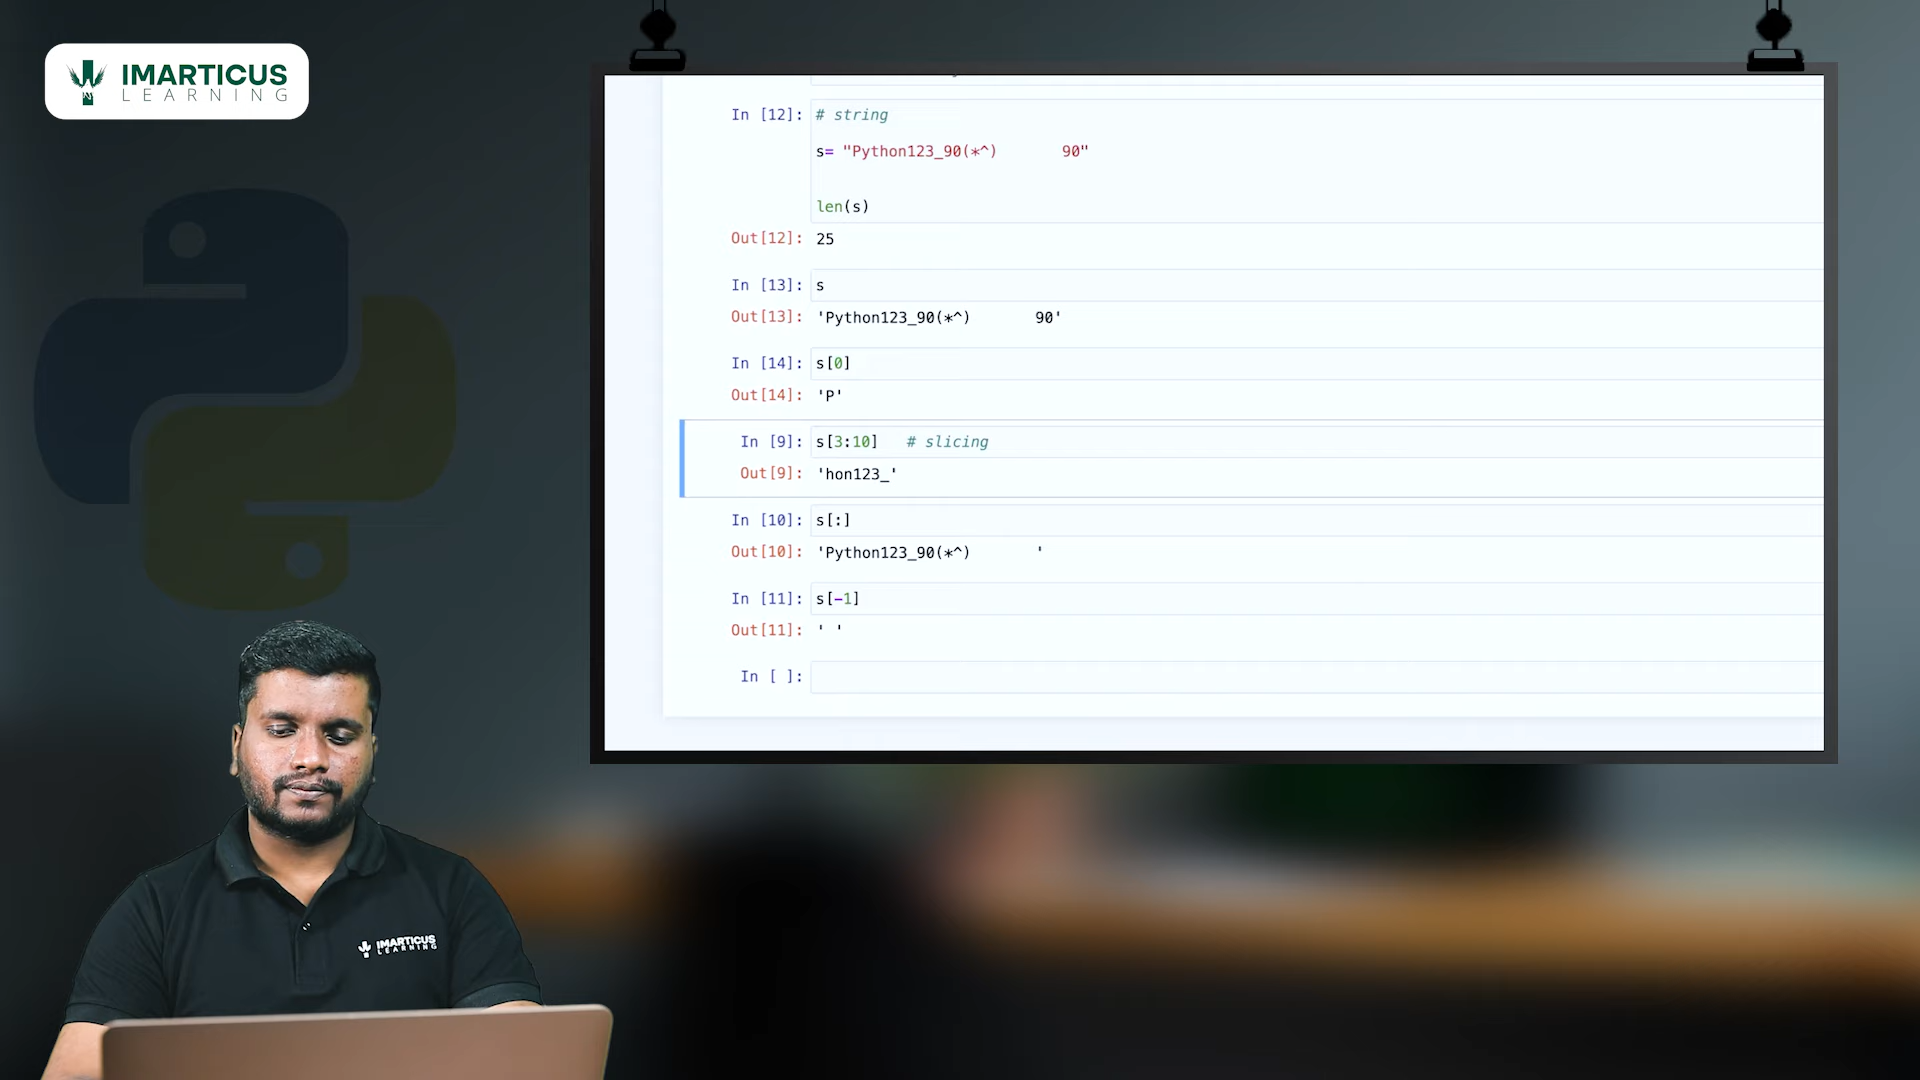 IMARTICUS
LEARNING
In [12]: # string
s= "Python123_90(*^)       90"
len(s)
Out[12]: 25
In [13]: s
Out[13]: 'Python123_90(*^)       90'
In [14]: s[0]
Out[14]: 'P'
In [9]: s[3:10]   # slicing
Out[9]: 'hon123_'
In [10]: s[:]
Out[10]: 'Python123_90(*^)       '
In [11]: s[-1]
Out[11]: ' '
In [ ]:
IMARTICUS
LEARNING